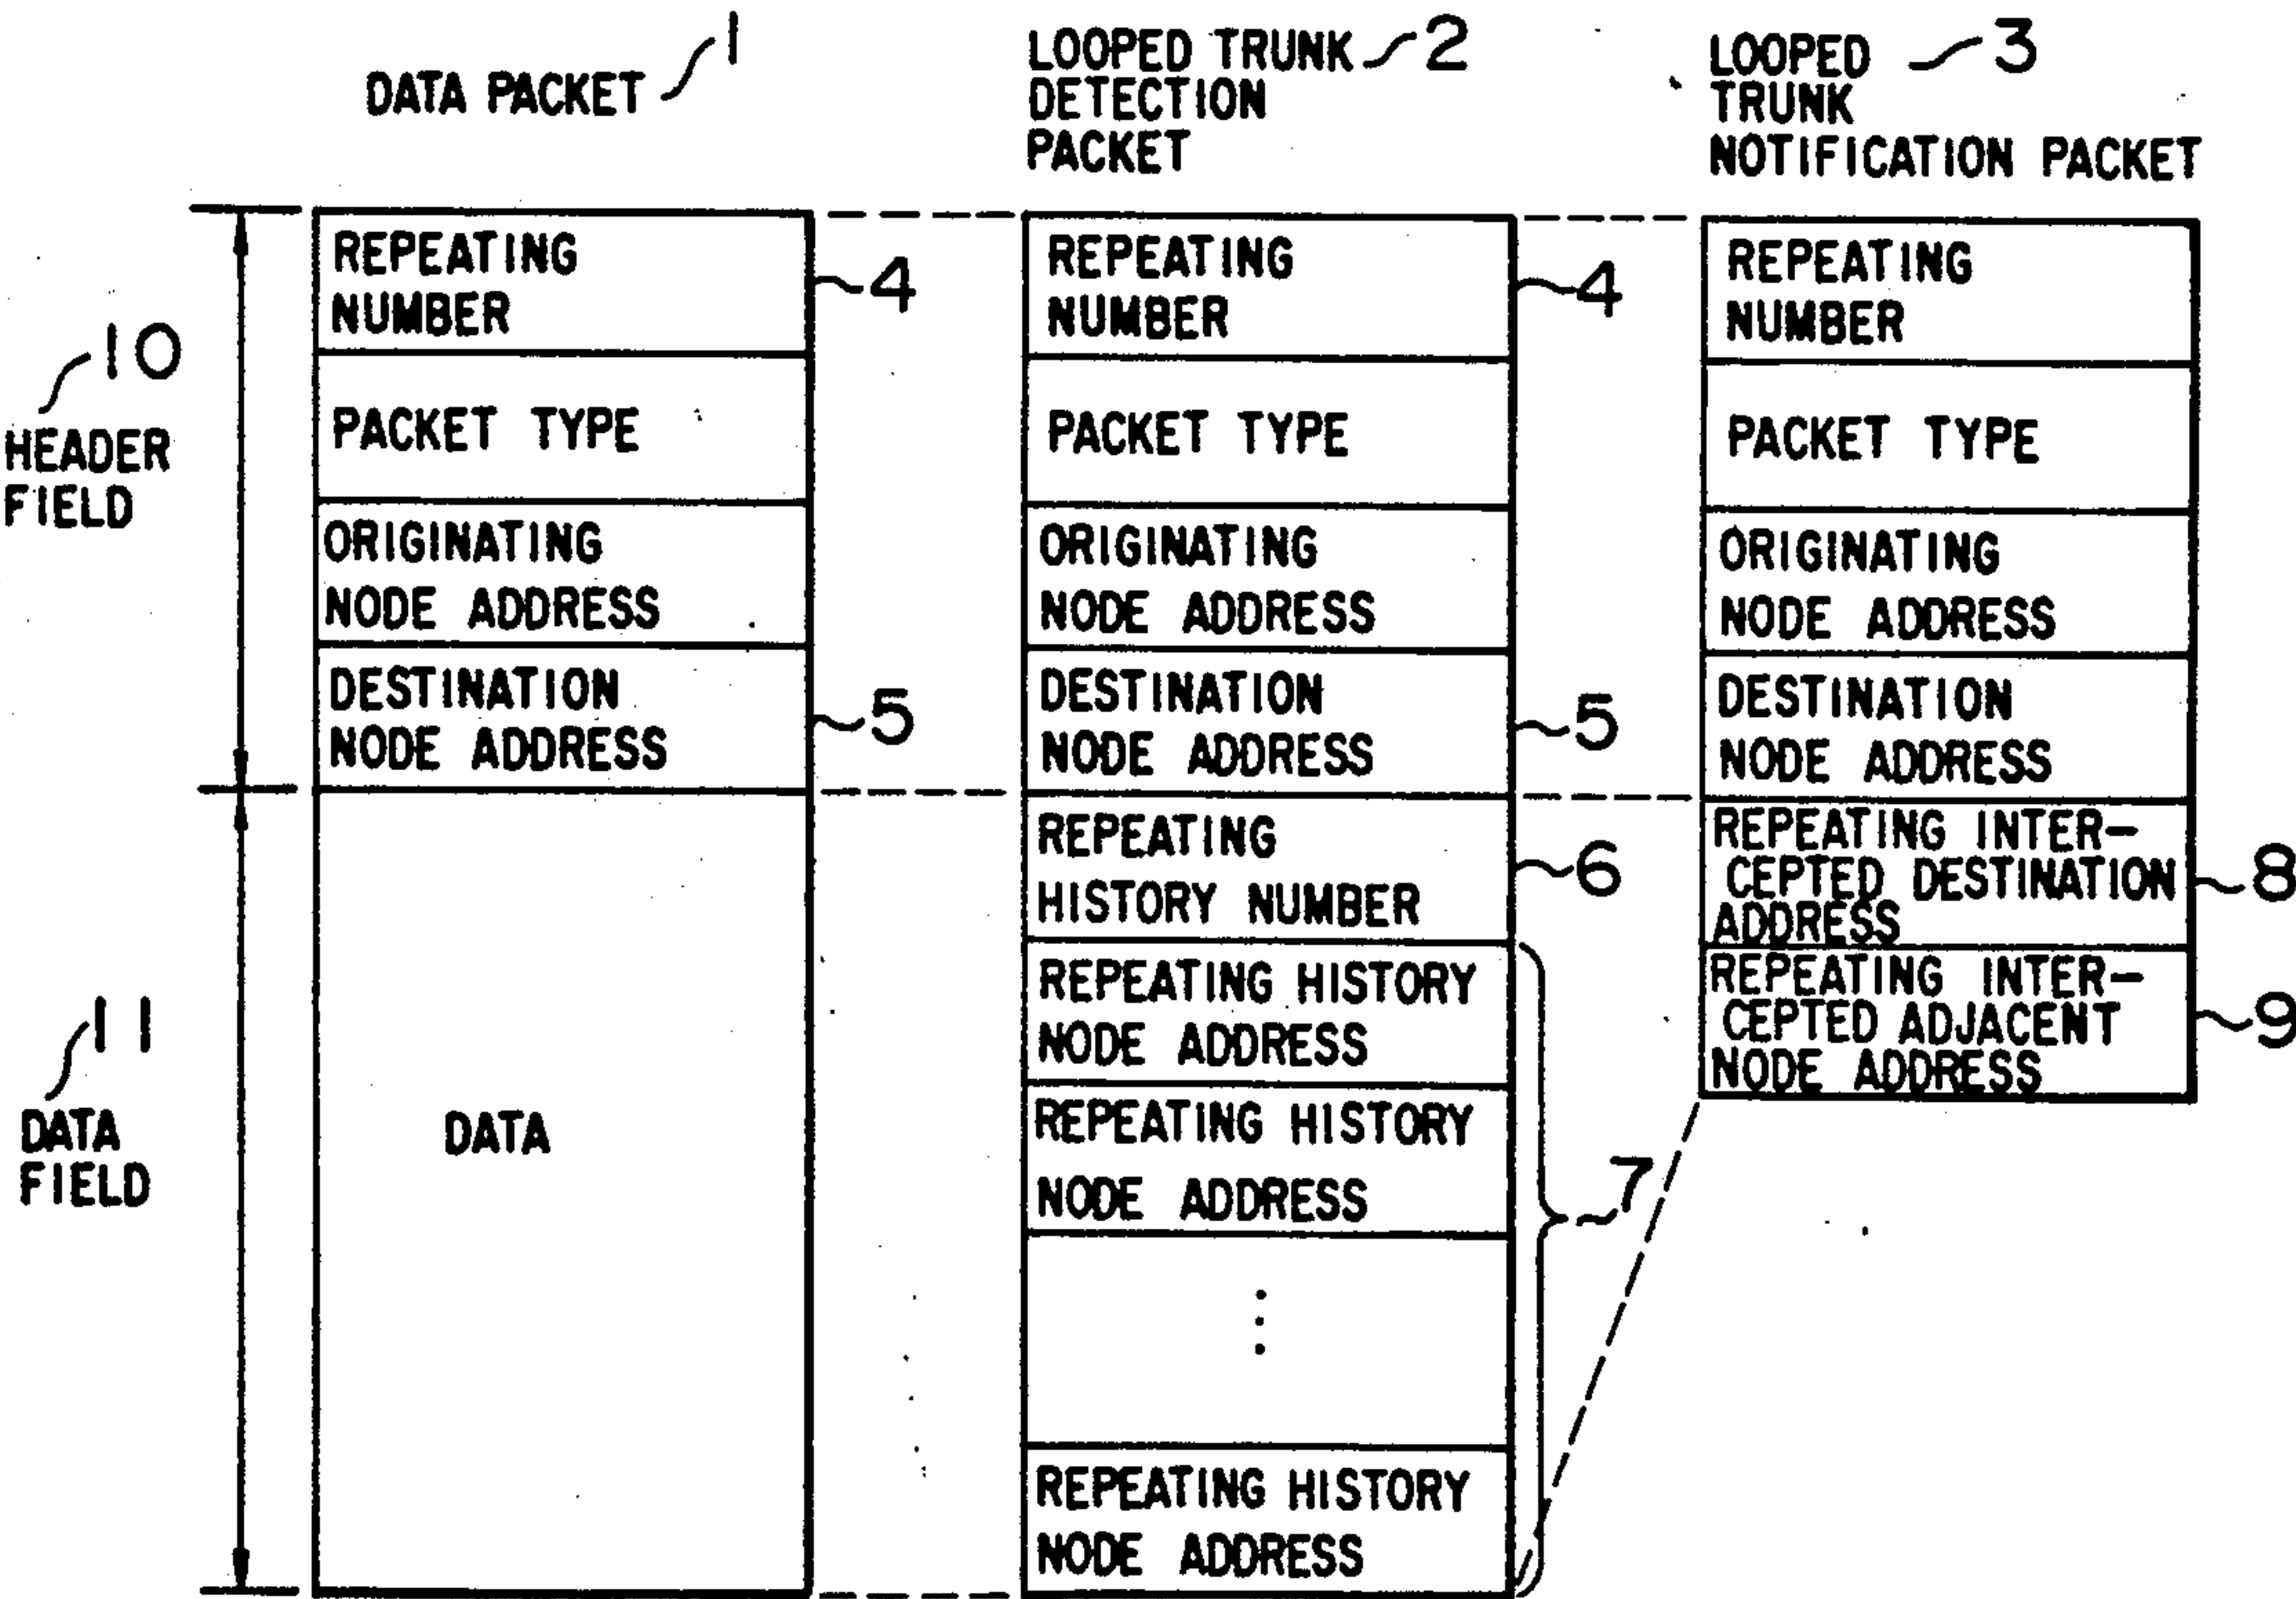 DATA PACKET 1
LOOPED TRUNK 2
DETECTION
PACKET
LOOPED 3
TRUNK
NOTIFICATION PACKET
10
HEADER
FIELD
11
DATA
FIELD
REPEATING
NUMBER
4
PACKET TYPE
ORIGINATING
NODE ADDRESS
DESTINATION
NODE ADDRESS
5
DATA
REPEATING
NUMBER
4
PACKET TYPE
ORIGINATING
NODE ADDRESS
DESTINATION
NODE ADDRESS
5
REPEATING
HISTORY NUMBER
6
REPEATING HISTORY
NODE ADDRESS
REPEATING HISTORY
NODE ADDRESS
⋮
REPEATING HISTORY
NODE ADDRESS
7
REPEATING
NUMBER
PACKET TYPE
ORIGINATING
NODE ADDRESS
DESTINATION
NODE ADDRESS
REPEATING INTER-
CEPTED DESTINATION
ADDRESS
8
REPEATING INTER-
CEPTED ADJACENT
NODE ADDRESS
9